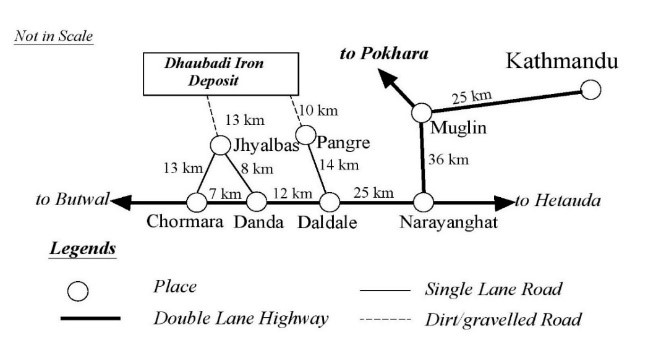 Not in Scale
Dhaubadi Iron
Deposit
to Pokhara
Kathmandu
25 km
Muglin
13 km
10 km
Jhyalbas
Pangre
13 km
8 km
14 km
36 km
to Butwal
7 km
12 km
25 km
to Hetauda
Chormara
Danda
Daldale
Narayanghat
Legends
Place
Single Lane Road
Double Lane Highway
Dirt/gravelled Road